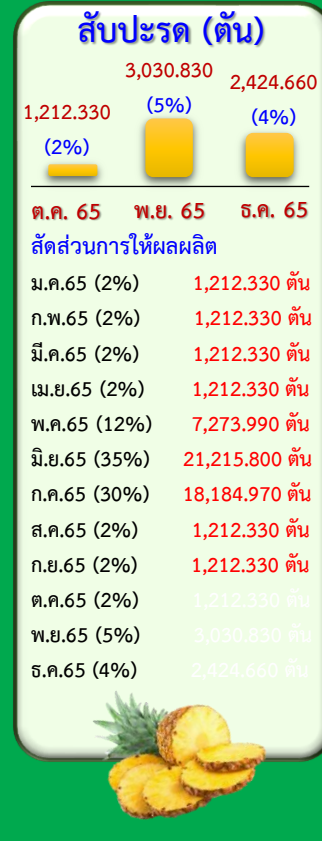 สับปะรด (ตัน)
3,030.830
2,424.660
1,212.330
(5%)
(4%)
(2%)
ต.ค. 65 พ.ย. 65 ธ.ค. 65
สัดส่วนการให้ผลผลิต
ม.ค.65 (2%) 1,212.330 ตัน
ก.พ.65 (2%) 1,212.330 ตัน
มี.ค.65 (2%) 1,212.330 ตัน
เม.ย.65 (2%) 1,212.330 ตัน
พ.ค.65 (12%) 7,273.990 ตัน
มิ.ย.65 (35%) 21,215.800 ตัน
ก.ค.65 (30%) 18,184.970 ตัน
ส.ค.65 (2%) 1,212.330 ตัน
ก.ย.65 (2%) 1,212.330 ตัน
ต.ค.65 (2%) 1,212.330 ตัน
พ.ย.65 (5%) 3,030.830 ตัน
ธ.ค.65 (4%) 2,424.660 ตัน